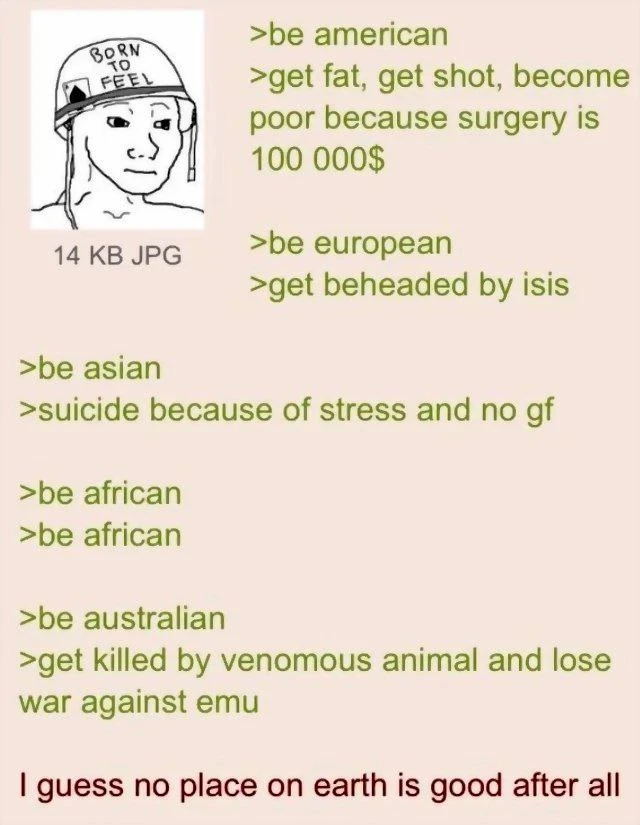 BORN
TO
FEEL
14 KB JPG
>be american
>get fat, get shot, become
poor because surgery is
100 000$
>be european
>get beheaded by isis
>be asian
>suicide because of stress and no gf
>be african
>be african
>be australian
>get killed by venomous animal and lose
war against emu
I guess no place on earth is good after all